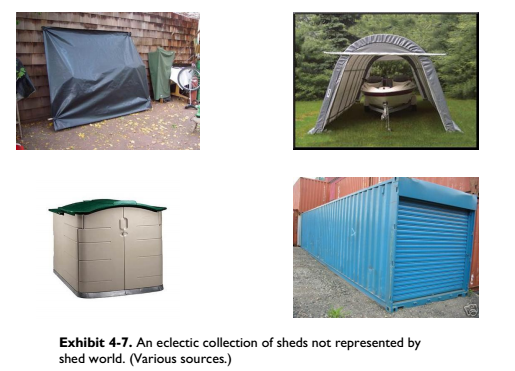 Exhibit 4-7. An eclectic collection of sheds not represented by
shed world. (Various sources.)